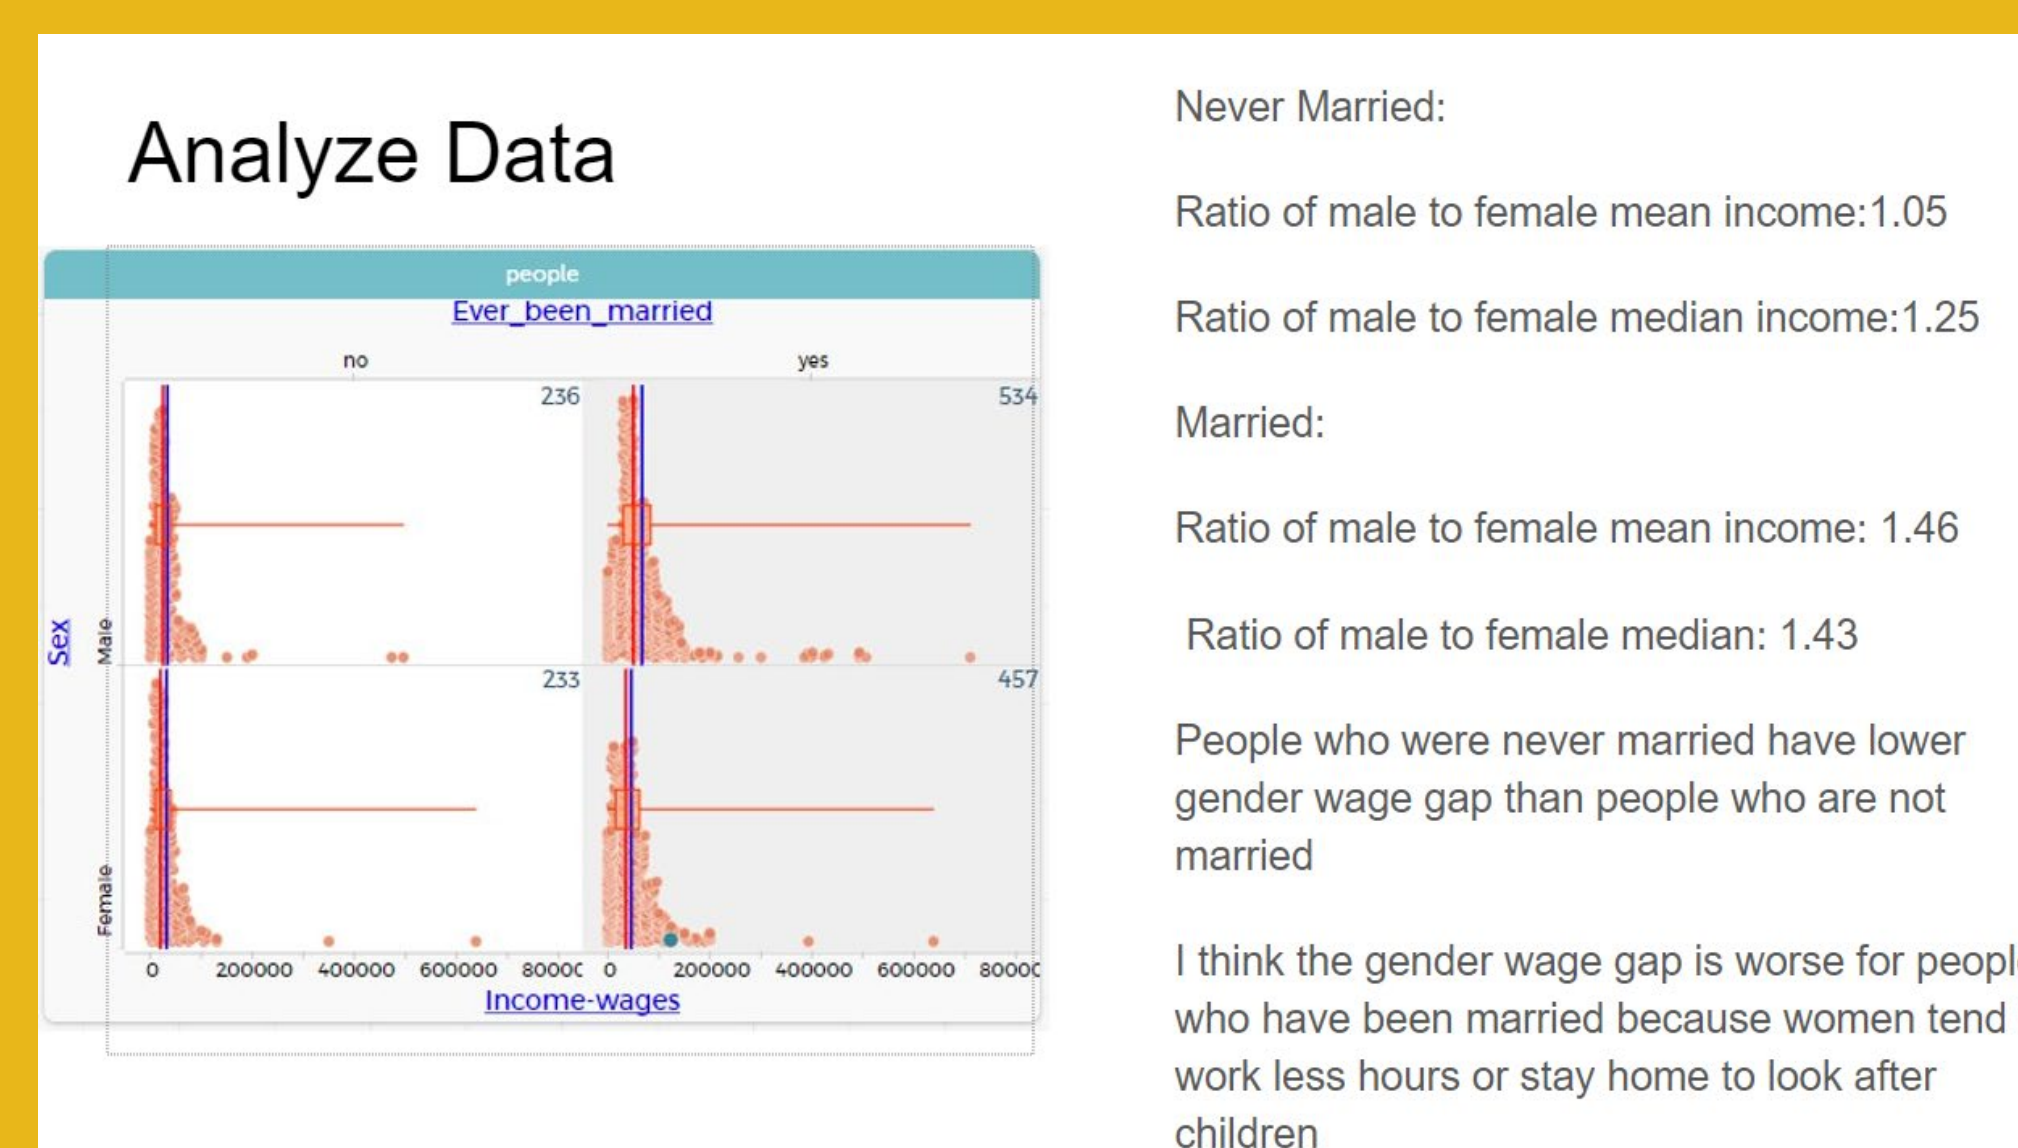 Analyze Data
people
Ever_been_married
no
yes
236
534
233
457
Sex
Male
Female
0 200000 400000 600000 80000 0 200000 400000 600000 80000
Income-wages
Never Married:
Ratio of male to female mean income:1.05
Ratio of male to female median income:1.25
Married:
Ratio of male to female mean income: 1.46
Ratio of male to female median: 1.43
People who were never married have lower
gender wage gap than people who are not
married
I think the gender wage gap is worse for peopl
who have been married because women tend
work less hours or stay home to look after
children